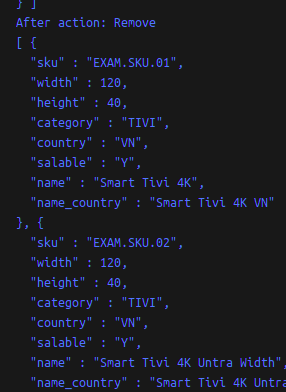 } ]
After action: Remove
[ {
"sku" : "EXAM.SKU.01",
"width" : 120,
"height" : 40,
"category" : "TIVI",
"country" : "VN",
"salable" : "Y",
"name" : "Smart Tivi 4K",
"name_country" : "Smart Tivi 4K VN"
}, {
"sku" : "EXAM.SKU.02",
"width" : 120,
"height" : 40,
"category" : "TIVI",
"country" : "VN",
"salable" : "Y",
"name" : "Smart Tivi 4K Untra Width",
"name_country" : "Smart Tivi 4K Untra